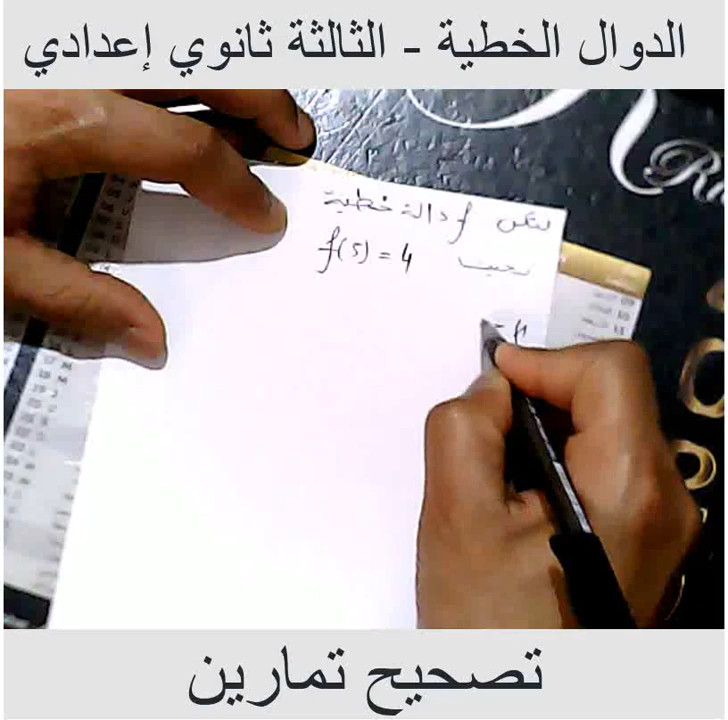 الدوال الخطية - الثالثة ثانوي إعدادي
لتكن f دالة خطية
بحيث f(5) = 4
تصحيح تمارين